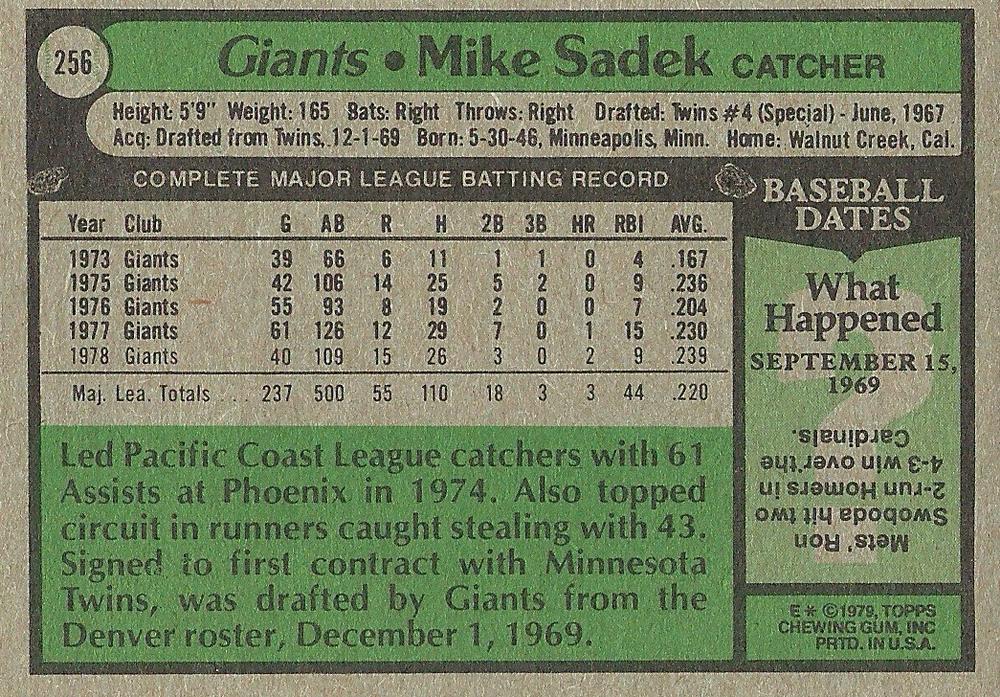 256
Giants • Mike Sadek CATCHER
Height: 5'9" Weight: 165 Bats: Right Throws: Right Drafted: Twins #4 (Special) - June, 1967
Acq: Drafted from Twins, 12-1-69 Born: 5-30-46, Minneapolis, Minn. Home: Walnut Creek, Cal.
COMPLETE MAJOR LEAGUE BATTING RECORD
Year Club G AB R H 2B 3B HR RBI AVG.
1973 Giants 39 66 6 11 1 1 0 4 .167
1975 Giants 42 106 14 25 5 2 0 9 .236
1976 Giants 55 93 8 19 2 0 0 7 .204
1977 Giants 61 126 12 29 7 0 1 15 .230
1978 Giants 40 109 15 26 3 0 2 9 .239
Maj. Lea. Totals ... 237 500 55 110 18 3 3 44 .220
Led Pacific Coast League catchers with 61
Assists at Phoenix in 1974. Also topped
circuit in runners caught stealing with 43.
Signed to first contract with Minnesota
Twins, was drafted by Giants from the
Denver roster, December 1, 1969.
BASEBALL
DATES
What
Happened
SEPTEMBER 15,
1969
?
Mets' Ron
Swoboda hit two
2-run Homers in
4-3 win over the
Cardinals.
E * ©1979, TOPPS
CHEWING GUM, INC
PRTD. IN U.S.A.